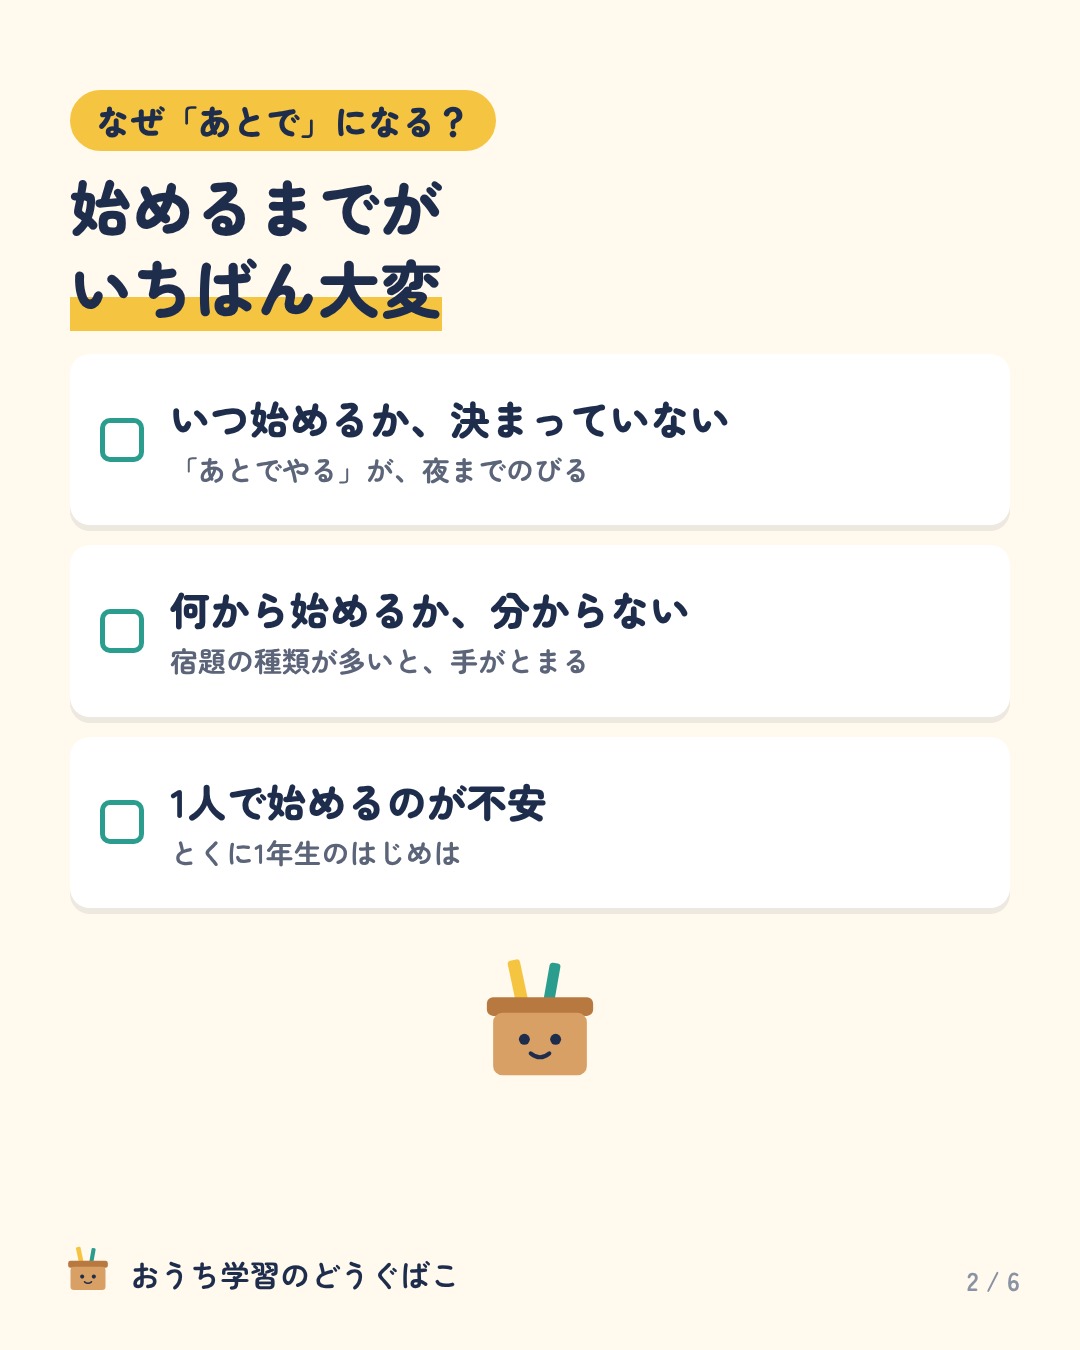 なぜ「あとで」になる？
始めるまでが
いちばん大変
いつ始めるか、決まっていない
「あとでやる」が、夜までのびる
何から始めるか、分からない
宿題の種類が多いと、手がとまる
1人で始めるのが不安
とくに1年生のはじめは
おうち学習のどうぐばこ
2 / 6